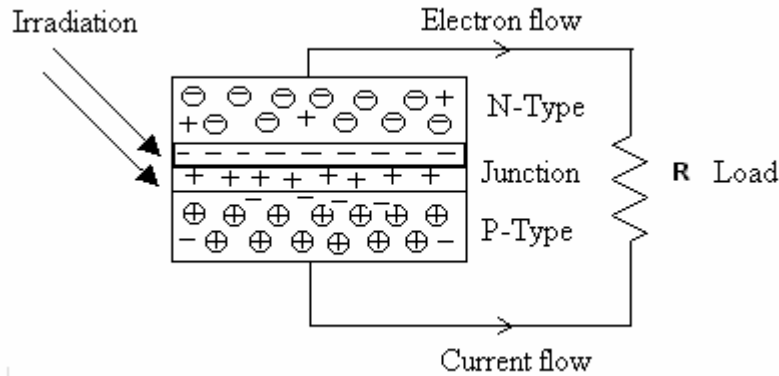 Irradiation
Electron flow
N-Type
Junction
R Load
P-Type
Current flow